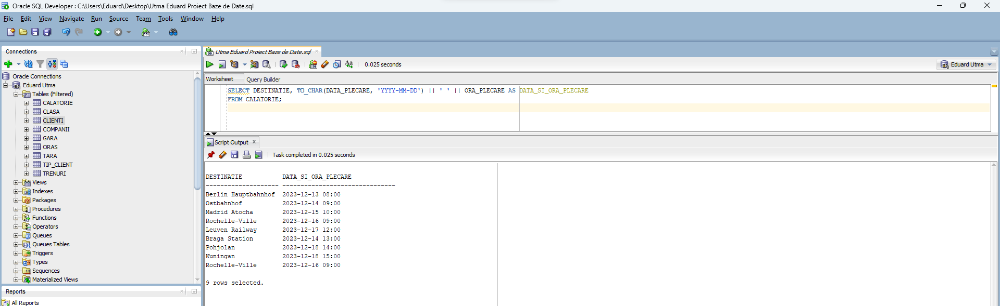 Oracle SQL Developer : C:\Users\Eduard\Desktop\Utma Eduard Proiect Baze de Date.sql
File Edit View Navigate Run Source Team Tools Window Help
Connections
Oracle Connections
Eduard Utma
Tables (Filtered)
CALATORIE
CLASA
CLIENTI
COMPANII
GARA
ORAS
TARA
TIP_CLIENT
TRENURI
Views
Indexes
Packages
Procedures
Functions
Operators
Queues
Queues Tables
Triggers
Types
Sequences
Materialized Views
Reports
All Reports
Utma Eduard Proiect Baze de Date.sql
0.025 seconds
Eduard Utma
Worksheet Query Builder
SELECT DESTINATIE, TO_CHAR(DATA_PLECARE, 'YYYY-MM-DD') || ' ' || ORA_PLECARE AS DATA_SI_ORA_PLECARE
FROM CALATORIE;
Script Output
Task completed in 0.025 seconds
DESTINATIE DATA_SI_ORA_PLECARE
-------------------- -------------------------------
Berlin Hauptbahnhof 2023-12-13 08:00
Ostbahnhof 2023-12-14 09:00
Madrid Atocha 2023-12-15 10:00
Rochelle-Ville 2023-12-16 09:00
Leuven Railway 2023-12-17 12:00
Braga Station 2023-12-14 13:00
Pohjolan 2023-12-18 14:00
Kuningan 2023-12-18 15:00
Rochelle-Ville 2023-12-16 09:00
9 rows selected.